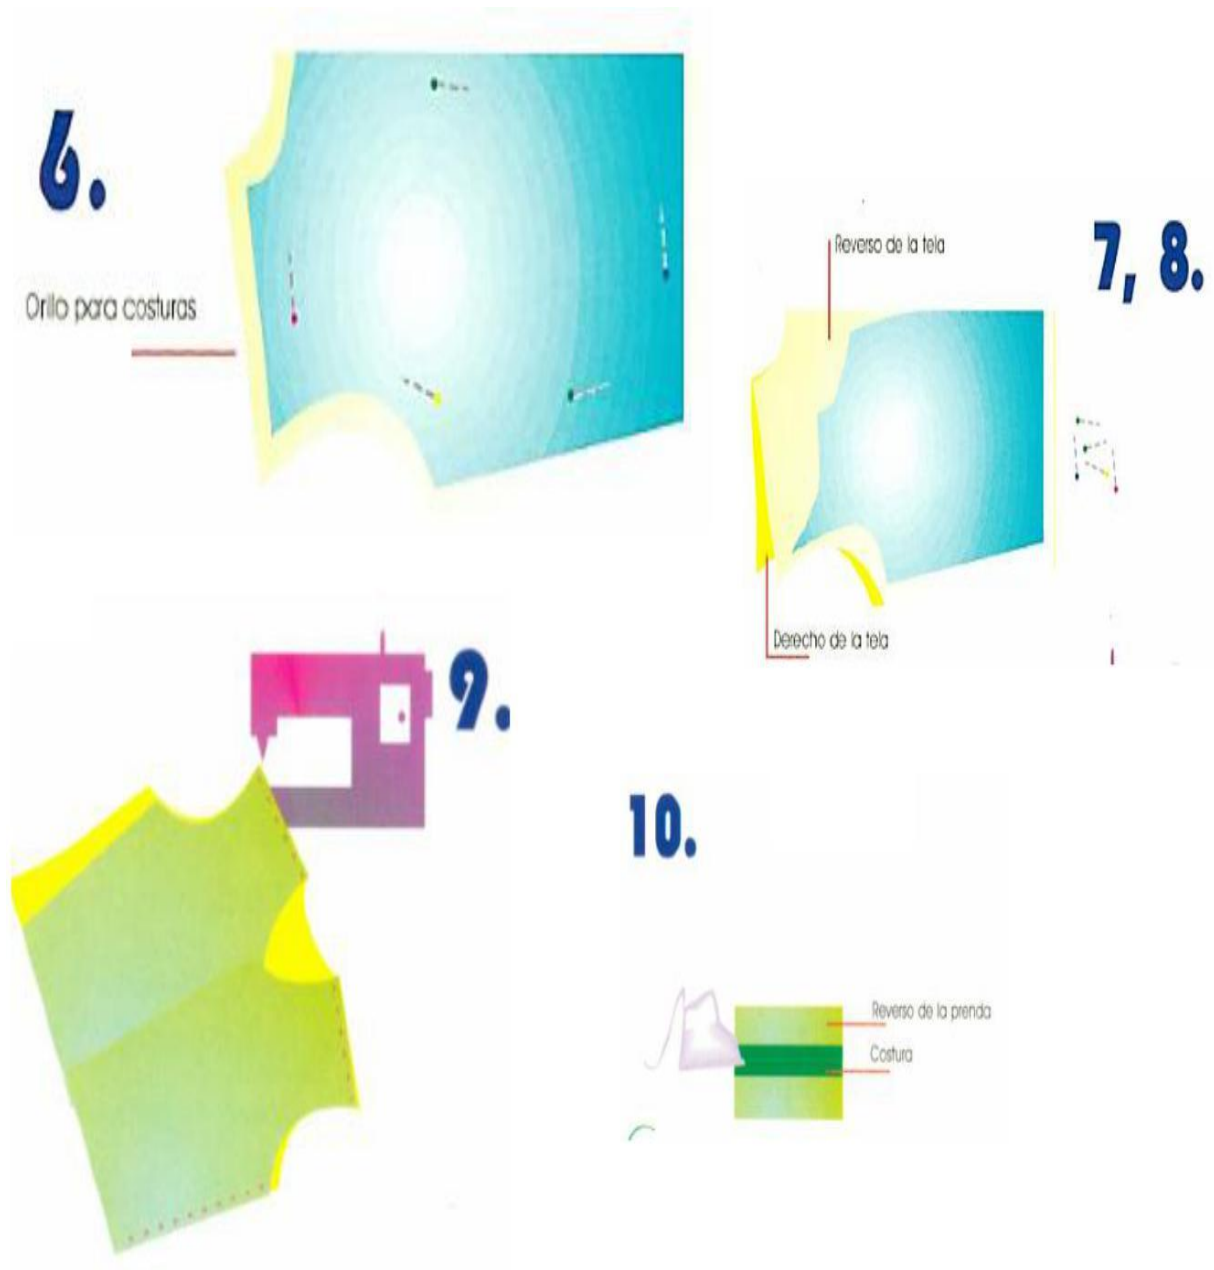 6.
Orillo para costuras
Reverso de la tela
7, 8.
Derecho de la tela
9.
10.
Reverso de la prenda
Costura